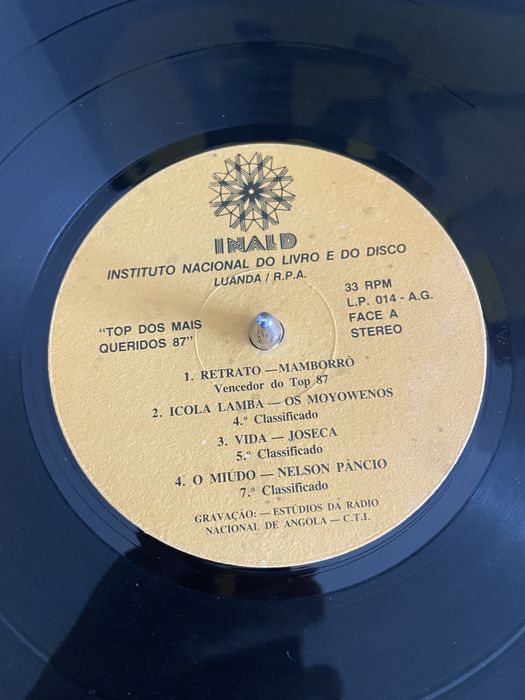 INALD
INSTITUTO NACIONAL DO LIVRO E DO DISCO
LUANDA / R.P.A.
"TOP DOS MAIS
QUERIDOS 87"
33 RPM
L.P. 014 - A.G.
FACE A
STEREO
1. RETRATO — MAMBORRÔ
Vencedor do Top 87
2. ICOLA LAMBA — OS MOYOWENOS
4.º Classificado
3. VIDA — JOSECA
5.º Classificado
4. O MIÚDO — NELSON PÂNCIO
7.º Classificado
GRAVAÇÃO: — ESTÚDIOS DA RÁDIO
NACIONAL DE ANGOLA — C.T.I.